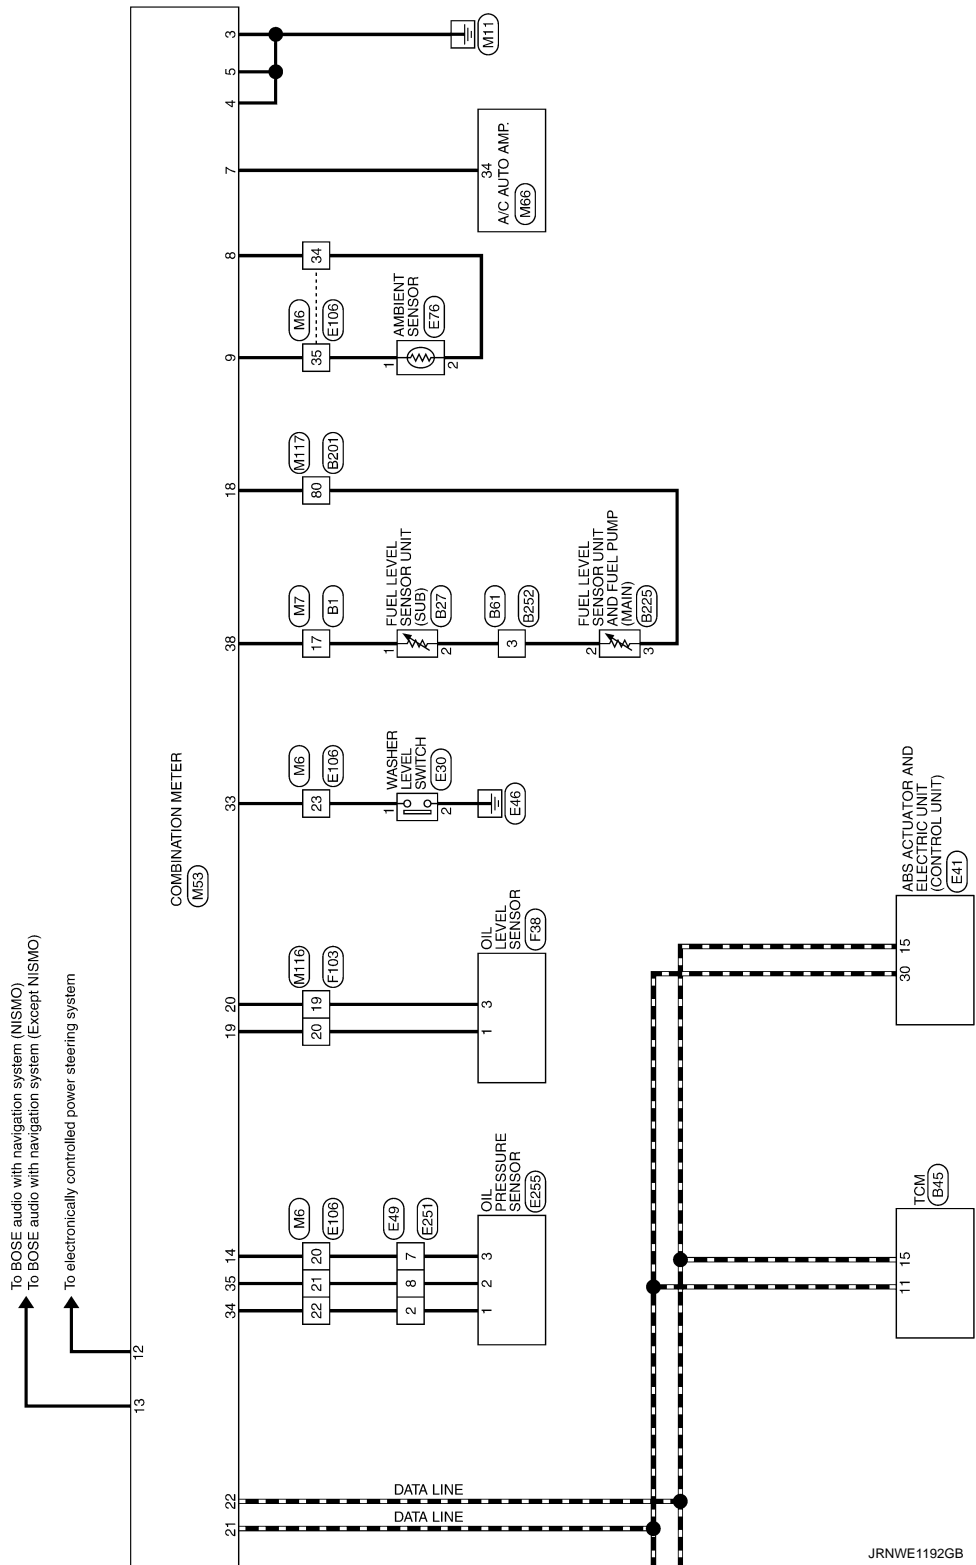 To BOSE audio with navigation system (NISMO)
To BOSE audio with navigation system (Except NISMO)
To electronically controlled power steering system
13
12
COMBINATION METER
M53
21
22
34
35
14
19
20
33
38
18
9
8
7
4
5
3
DATA LINE
DATA LINE
M6
E106
22
21
20
E49
E251
2
8
7
1
2
3
OIL
PRESSURE
SENSOR
E255
M116
F103
20
19
1
3
OIL
LEVEL
SENSOR
F38
M6
E106
23
WASHER
LEVEL
SWITCH
E30
1
2
E46
M7
B1
17
FUEL LEVEL
SENSOR UNIT
(SUB)
B27
1
2
B61
B252
3
FUEL LEVEL
SENSOR UNIT
AND FUEL PUMP
(MAIN)
B225
2
3
M117
B201
80
M6
E106
35
34
AMBIENT
SENSOR
E76
1
2
34
A/C AUTO AMP.
M66
M11
TCM
B45
11
15
ABS ACTUATOR AND
ELECTRIC UNIT
(CONTROL UNIT)
E41
30
15
JRNWE1192GB